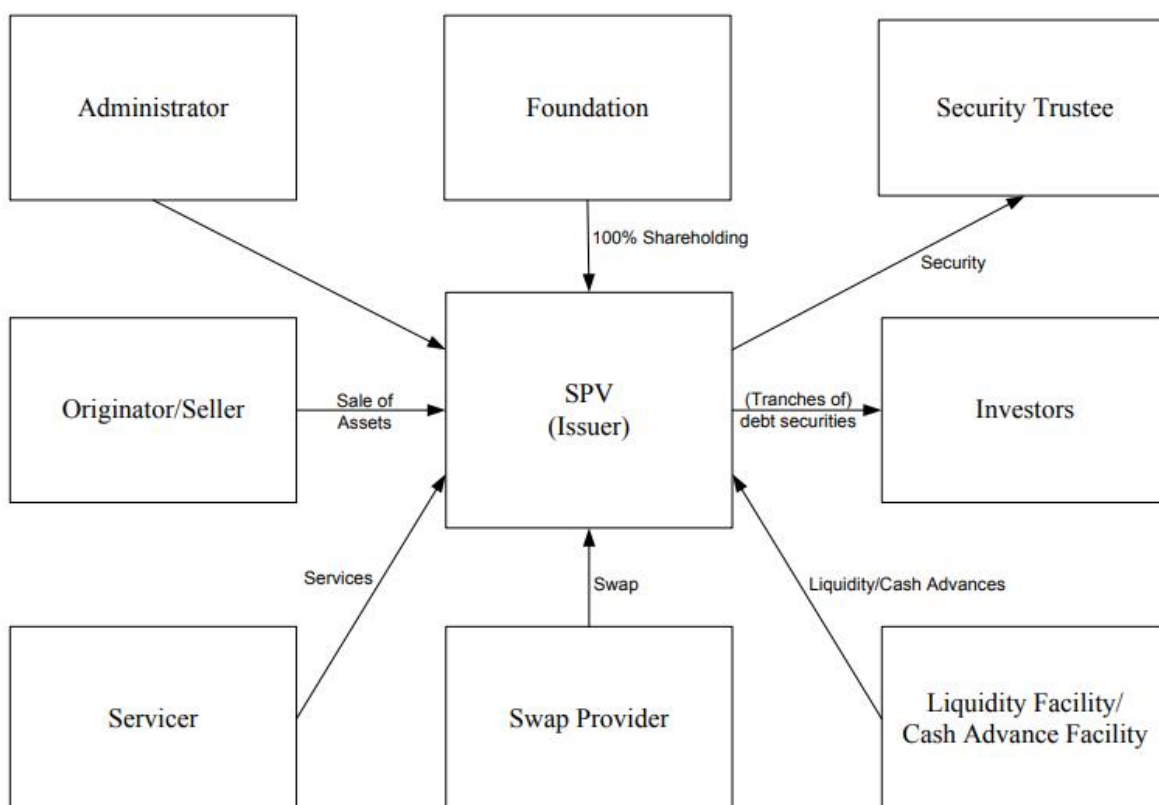 Administrator
Foundation
Security Trustee
100% Shareholding
Security
Originator/Seller
Sale of
Assets
SPV
(Issuer)
(Tranches of)
debt securities
Investors
Services
Swap
Liquidity/Cash Advances
Servicer
Swap Provider
Liquidity Facility/
Cash Advance Facility